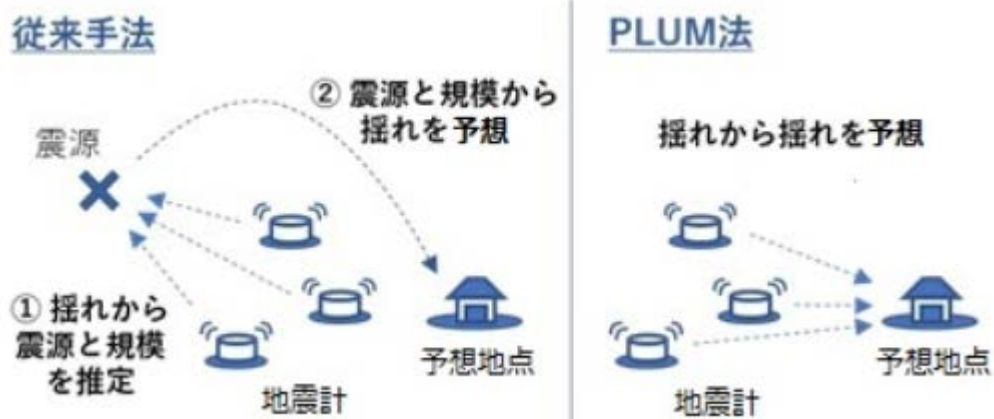 従来手法
② 震源と規模から
揺れを予想
震源
① 揺れから
震源と規模
を推定
地震計
予想地点
PLUM法
揺れから揺れを予想
地震計
予想地点